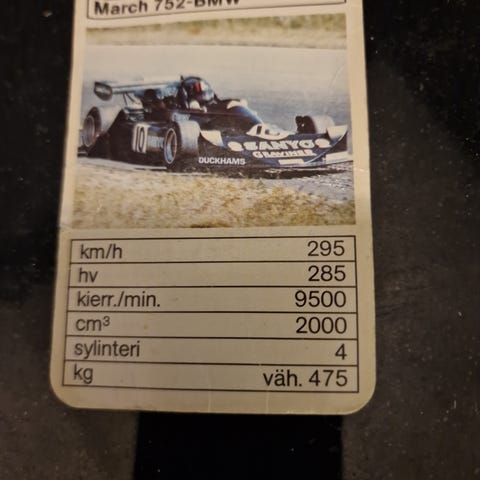 March 752-BMW
10
10
SANYO
DUCKHAMS
km/h 295
hv 285
kierr./min. 9500
cm³ 2000
sylinteri 4
kg väh. 475